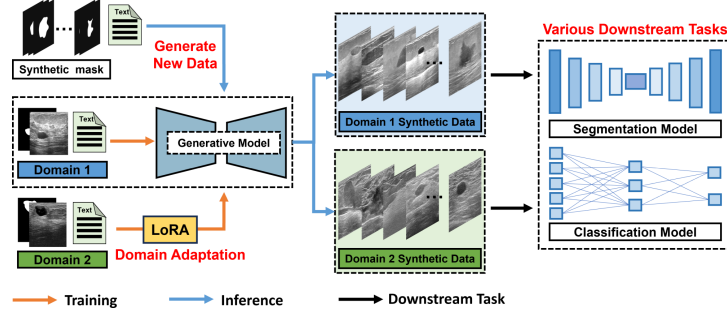 Text
Synthetic mask
Generate
New Data
Text
Domain 1
Generative Model
Text
Domain 2
LoRA
Domain Adaptation
Domain 1 Synthetic Data
Domain 2 Synthetic Data
Various Downstream Tasks
Segmentation Model
Classification Model
Training
Inference
Downstream Task